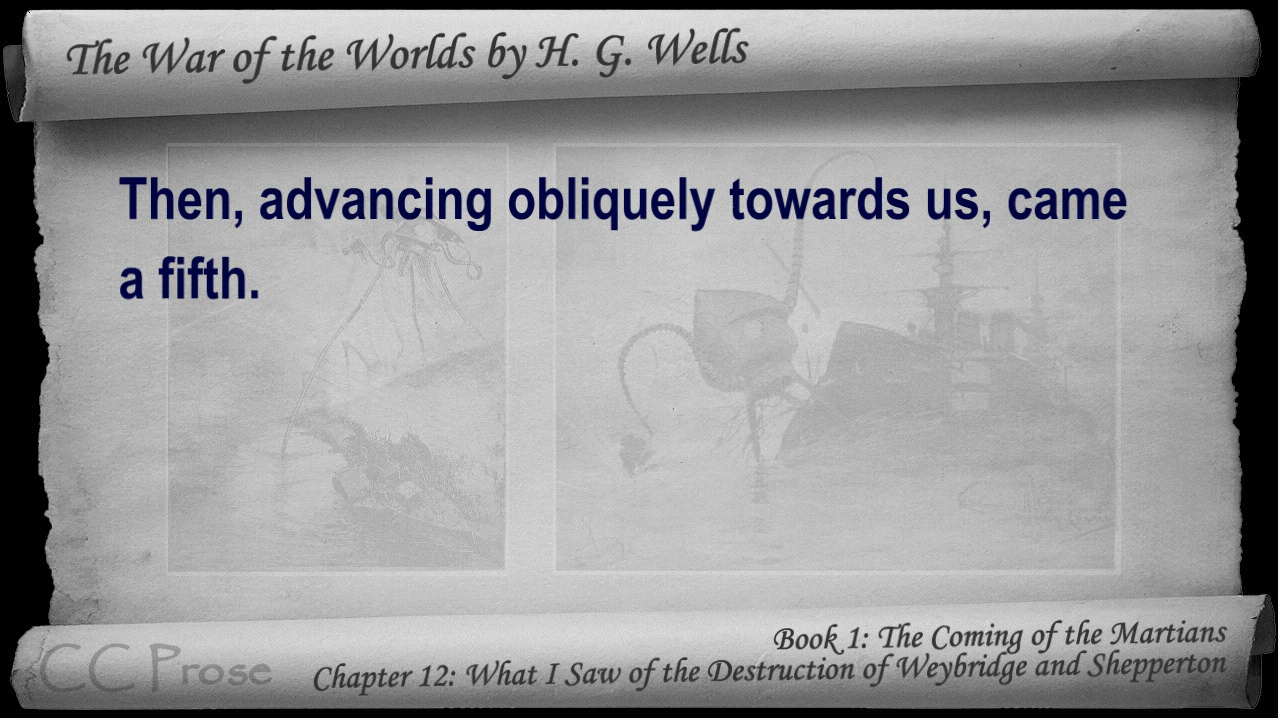 The War of the Worlds by H. G. Wells
Then, advancing obliquely towards us, came
a fifth.
Book 1: The Coming of the Martians
Chapter 12: What I Saw of the Destruction of Weybridge and Shepperton
CC Prose